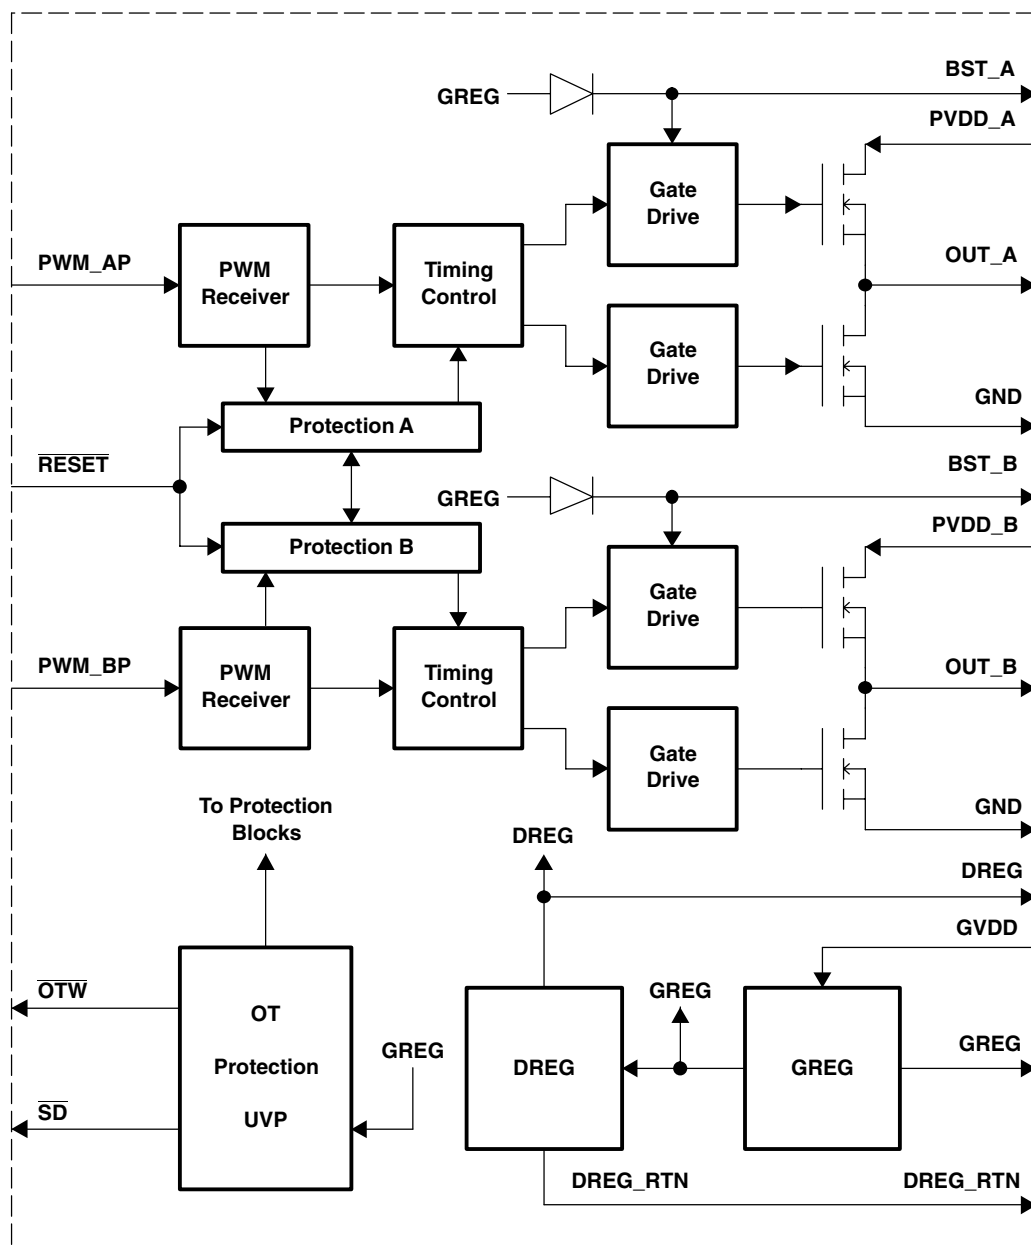 BST_A
GREG
PVDD_A
Gate
Drive
PWM_AP
PWM
Receiver
Timing
Control
OUT_A
Gate
Drive
GND
Protection A
RESET
BST_B
GREG
PVDD_B
Protection B
Gate
Drive
PWM_BP
PWM
Receiver
Timing
Control
OUT_B
Gate
Drive
GND
To Protection
Blocks
DREG
DREG
GVDD
OTW
OT
Protection
UVP
GREG
GREG
DREG
GREG
GREG
SD
DREG_RTN
DREG_RTN